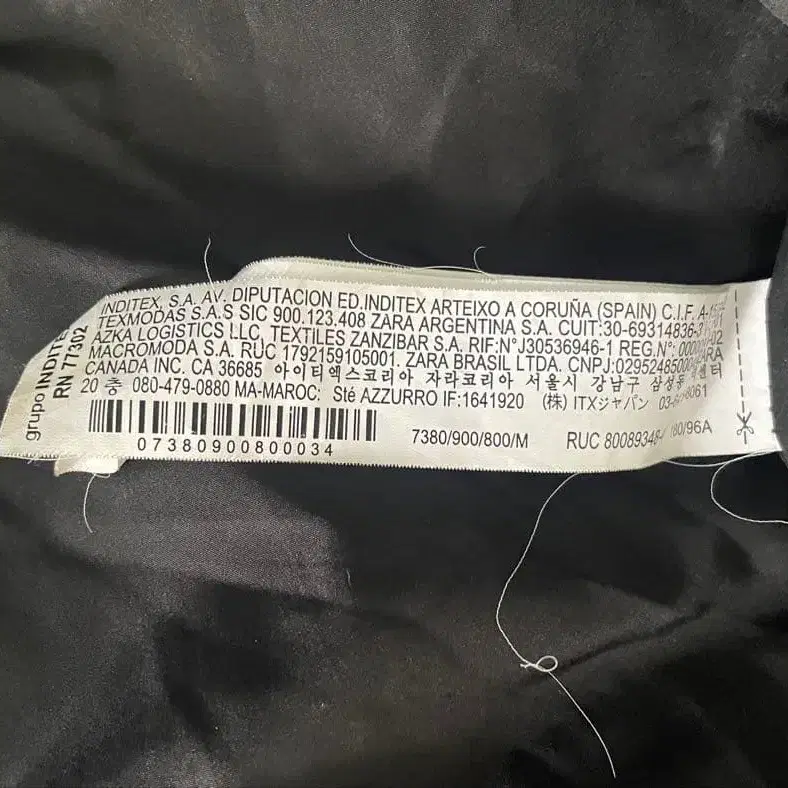 grupo INDITEX
RN 77302
INDITEX, S.A. AV. DIPUTACION ED.INDITEX ARTEIXO A CORUÑA (SPAIN) C.I.F.
TEXMODAS S.A.S SIC 900.123.408 ZARA ARGENTINA S.A. CUIT:30-69314836-
AZKA LOGISTICS LLC, TEXTILES ZANZIBAR S.A. RIF:N°J30536946-1 REG.N°:
MACROMODA S.A. RUC 1792159105001. ZARA BRASIL LTDA. CNPJ:
CANADA INC. CA 36685 아이티엑스코리아 자라코리아 서울시 강남구
20 층 080-479-0880 MA-MAROC: Sté AZZURRO IF:1641920 (株) ITXジャパン
07380900800034
7380/900/800/M
RUC